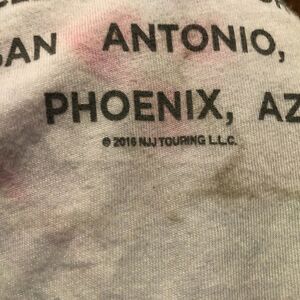 SAN ANTONIO,
PHOENIX, AZ
© 2016 NJJ TOURING L.L.C.